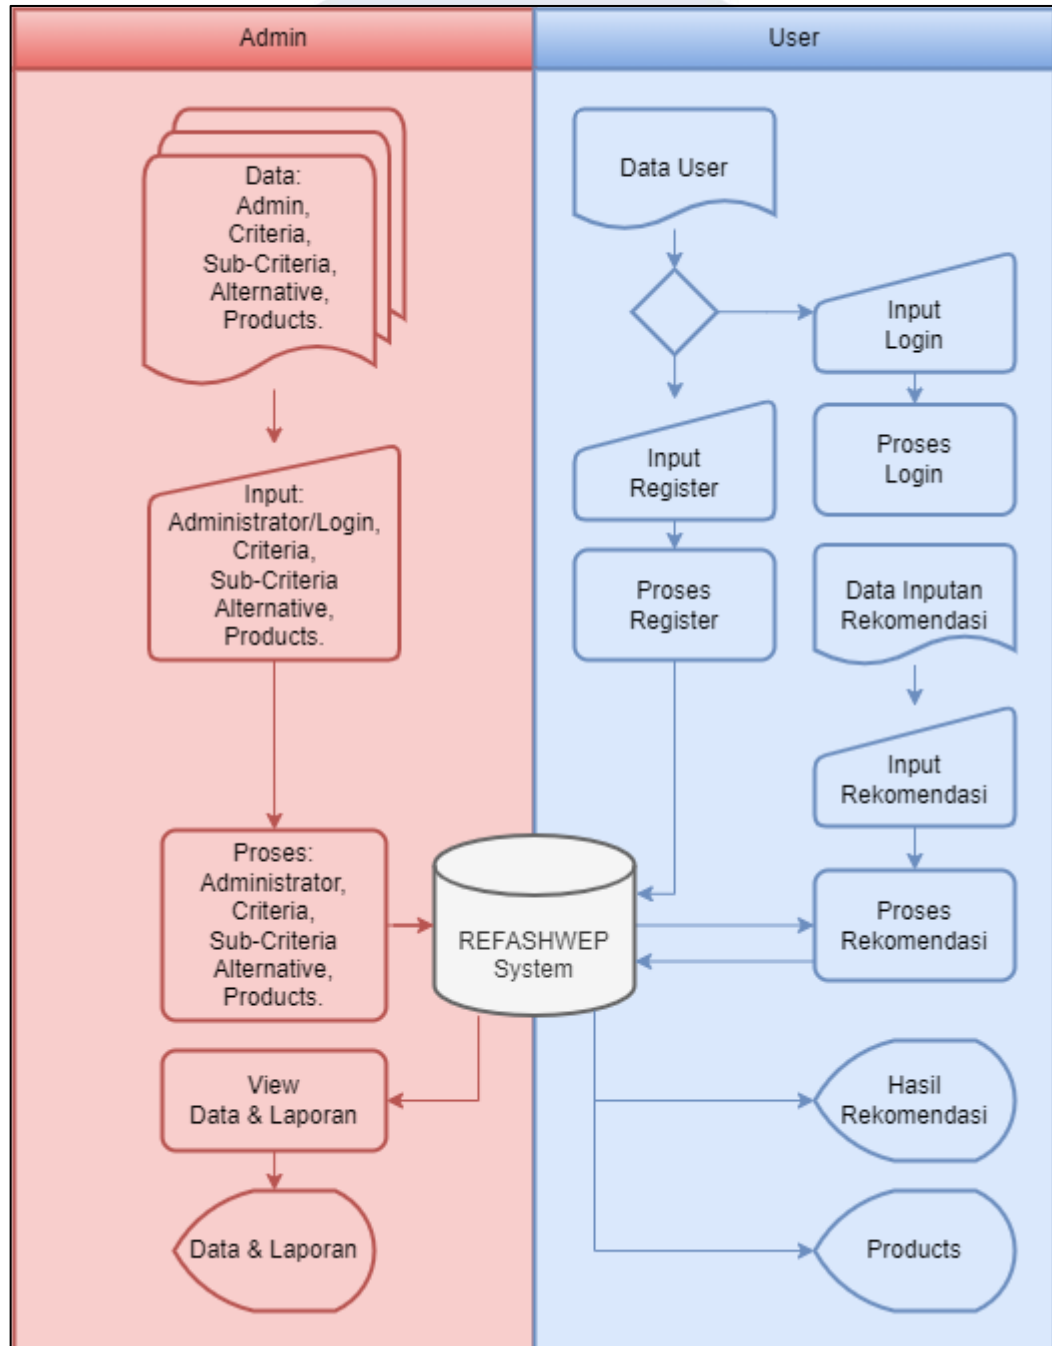 Admin
User
Data:
Admin,
Criteria,
Sub-Criteria,
Alternative,
Products.
Input:
Administrator/Login,
Criteria,
Sub-Criteria
Alternative,
Products.
Proses:
Administrator,
Criteria,
Sub-Criteria
Alternative,
Products.
View
Data & Laporan
Data & Laporan
REFASHWEP
System
Data User
Input
Login
Proses
Login
Input
Register
Proses
Register
Data Inputan
Rekomendasi
Input
Rekomendasi
Proses
Rekomendasi
Hasil
Rekomendasi
Products